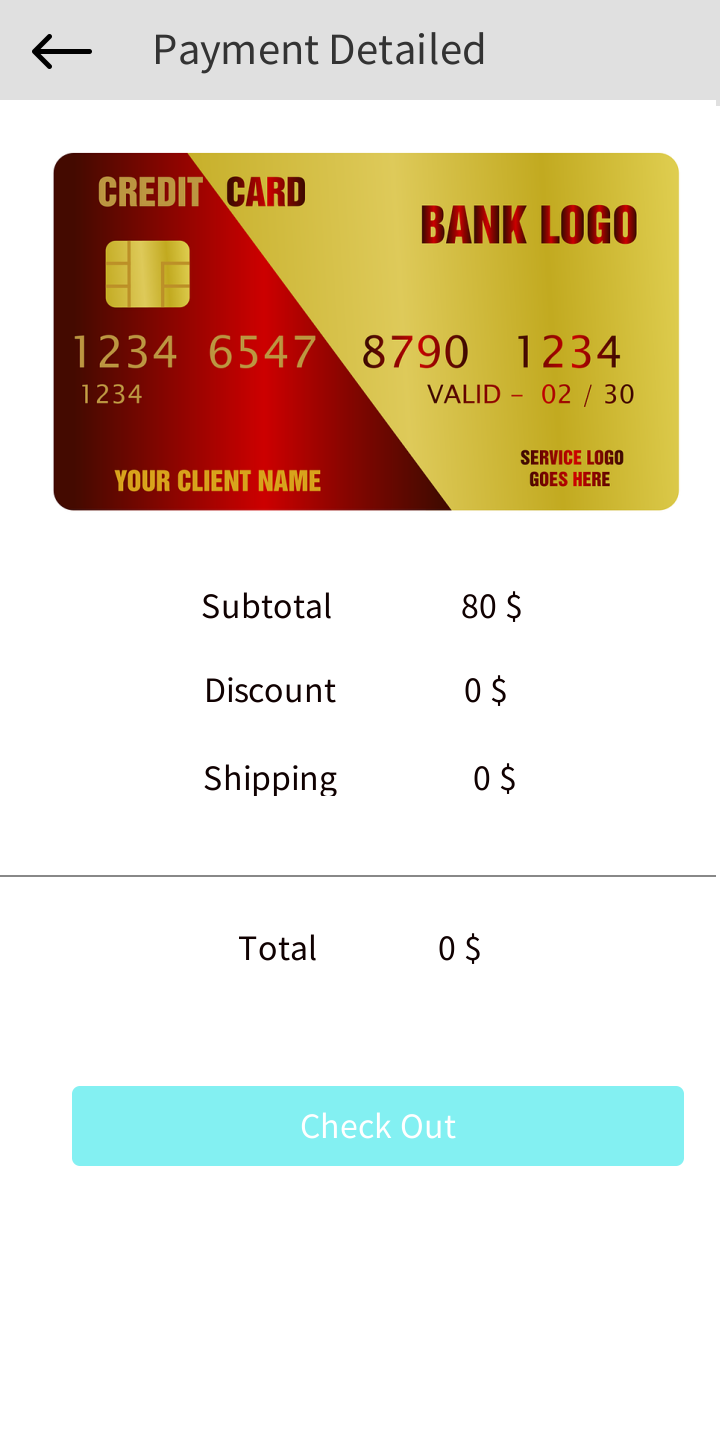 Payment Detailed
CREDIT CARD
BANK LOGO
1234 6547 8790 1234
1234 VALID – 02 / 30
SERVICE LOGO
GOES HERE
YOUR CLIENT NAME
Subtotal 80 $
Discount 0 $
Shipping 0 $
Total 0 $
Check Out